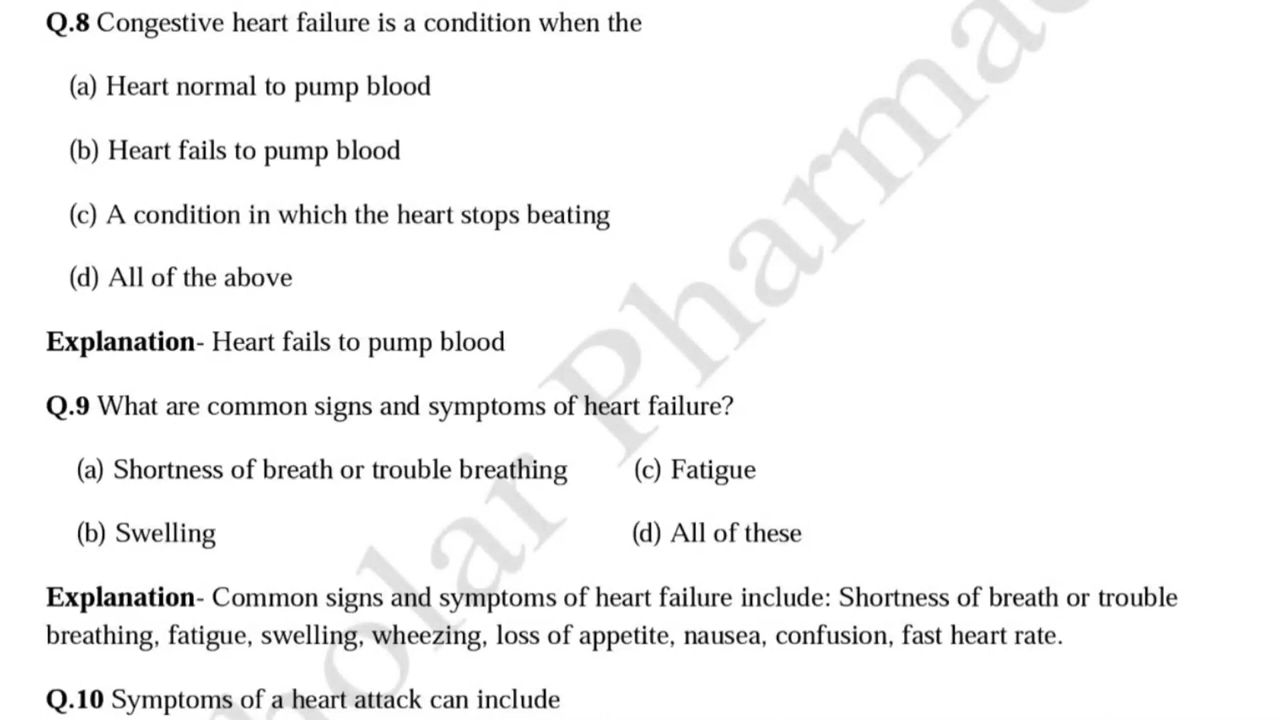 Q.8 Congestive heart failure is a condition when the
(a) Heart normal to pump blood
(b) Heart fails to pump blood
(c) A condition in which the heart stops beating
(d) All of the above
Explanation- Heart fails to pump blood
Q.9 What are common signs and symptoms of heart failure?
(a) Shortness of breath or trouble breathing (c) Fatigue
(b) Swelling (d) All of these
Explanation- Common signs and symptoms of heart failure include: Shortness of breath or trouble
breathing, fatigue, swelling, wheezing, loss of appetite, nausea, confusion, fast heart rate.
Q.10 Symptoms of a heart attack can include